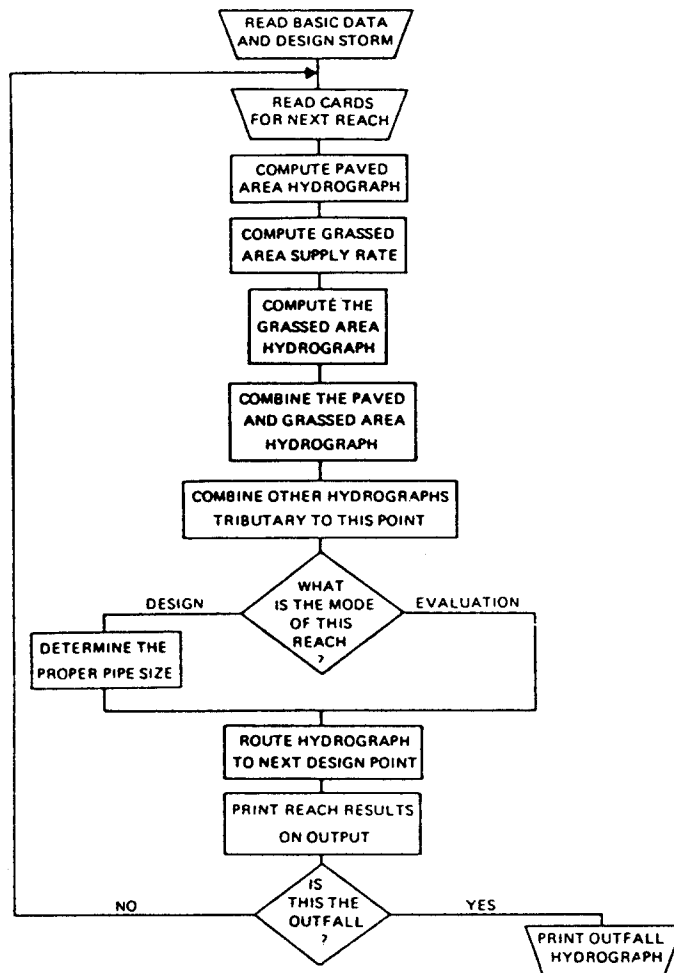 READ BASIC DATA
AND DESIGN STORM
READ CARDS
FOR NEXT REACH
COMPUTE PAVED
AREA HYDROGRAPH
COMPUTE GRASSED
AREA SUPPLY RATE
COMPUTE THE
GRASSED AREA
HYDROGRAPH
COMBINE THE PAVED
AND GRASSED AREA
HYDROGRAPH
COMBINE OTHER HYDROGRAPHS
TRIBUTARY TO THIS POINT
WHAT
IS THE MODE
OF THIS
REACH
?
DESIGN
EVALUATION
DETERMINE THE
PROPER PIPE SIZE
ROUTE HYDROGRAPH
TO NEXT DESIGN POINT
PRINT REACH RESULTS
ON OUTPUT
IS
THIS THE
OUTFALL
?
NO
YES
PRINT OUTFALL
HYDROGRAPH